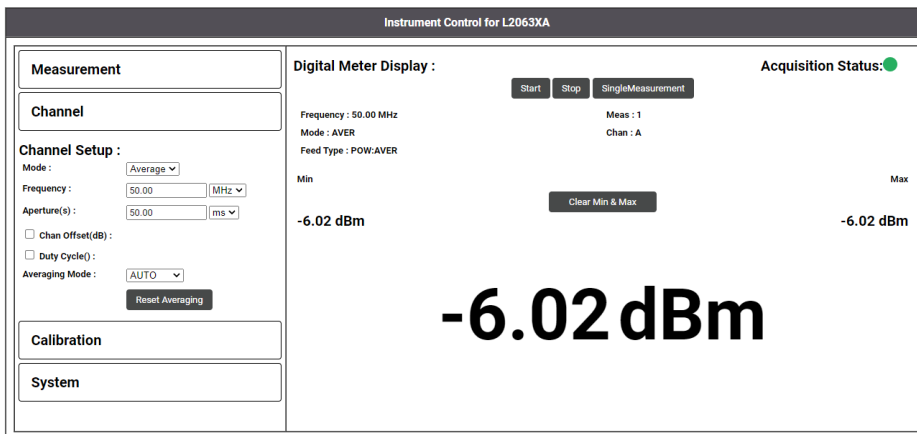 Instrument Control for L2063XA
Measurement
Channel
Channel Setup :
Mode : Average
Frequency : 50.00 MHz
Aperture(s) : 50.00 ms
Chan Offset(dB) :
Duty Cycle() :
Averaging Mode : AUTO
Reset Averaging
Calibration
System
Digital Meter Display :
Acquisition Status:
Start Stop SingleMeasurement
Frequency : 50.00 MHz Meas : 1
Mode : AVER Chan : A
Feed Type : POW:AVER
Min Max
Clear Min & Max
-6.02 dBm -6.02 dBm
-6.02 dBm